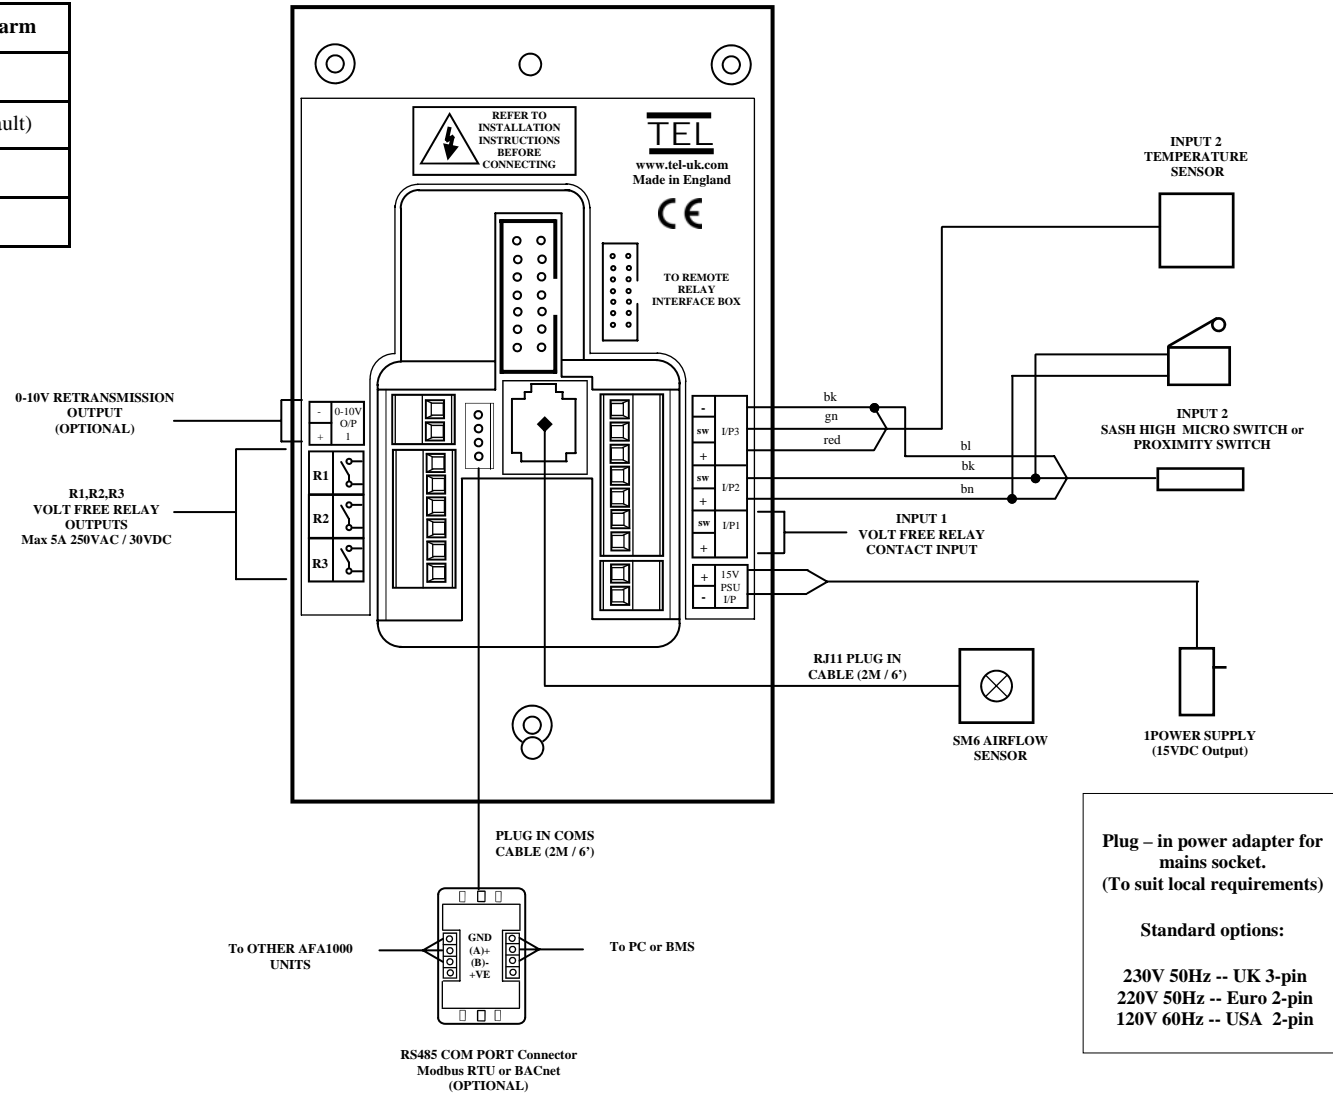 arm
ault)
REFER TO
INSTALLATION
INSTRUCTIONS
BEFORE
CONNECTING
TEL
www.tel-uk.com
Made in England
CE
TO REMOTE
RELAY
INTERFACE BOX
INPUT 2
TEMPERATURE
SENSOR
0-10V RETRANSMISSION
OUTPUT
(OPTIONAL)
- 0-10V
O/P
+ I
R1
R2
R3
R1,R2,R3
VOLT FREE RELAY
OUTPUTS
Max 5A 250VAC / 30VDC
-
sw I/P3
+
sw I/P2
+
sw I/P1
+
+ 15V
PSU
- I/P
bk
gn
red
bl
bk
bn
INPUT 2
SASH HIGH MICRO SWITCH or
PROXIMITY SWITCH
INPUT 1
VOLT FREE RELAY
CONTACT INPUT
RJ11 PLUG IN
CABLE (2M / 6’)
SM6 AIRFLOW
SENSOR
1POWER SUPPLY
(15VDC Output)
PLUG IN COMS
CABLE (2M / 6’)
To OTHER AFA1000
UNITS
GND
(A)+
(B)-
+VE
To PC or BMS
RS485 COM PORT Connector
Modbus RTU or BACnet
(OPTIONAL)
Plug – in power adapter for
mains socket.
(To suit local requirements)
Standard options:
230V 50Hz -- UK 3-pin
220V 50Hz -- Euro 2-pin
120V 60Hz -- USA 2-pin